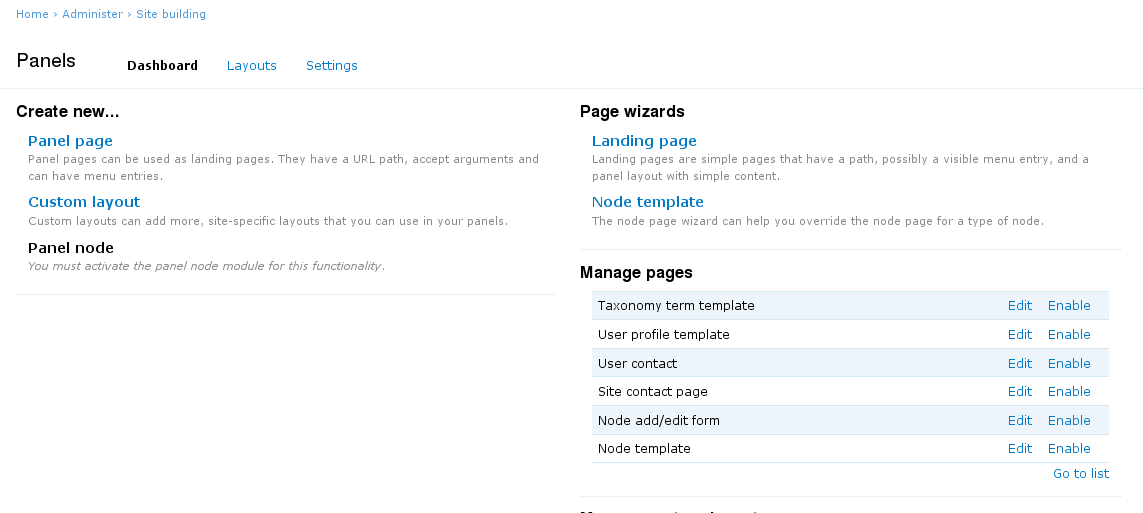 Home › Administer › Site building
Panels
Dashboard Layouts Settings
Create new...
Panel page
Panel pages can be used as landing pages. They have a URL path, accept arguments and
can have menu entries.
Custom layout
Custom layouts can add more, site-specific layouts that you can use in your panels.
Panel node
You must activate the panel node module for this functionality.
Page wizards
Landing page
Landing pages are simple pages that have a path, possibly a visible menu entry, and a
panel layout with simple content.
Node template
The node page wizard can help you override the node page for a type of node.
Manage pages
Taxonomy term template Edit Enable
User profile template Edit Enable
User contact Edit Enable
Site contact page Edit Enable
Node add/edit form Edit Enable
Node template Edit Enable
Go to list